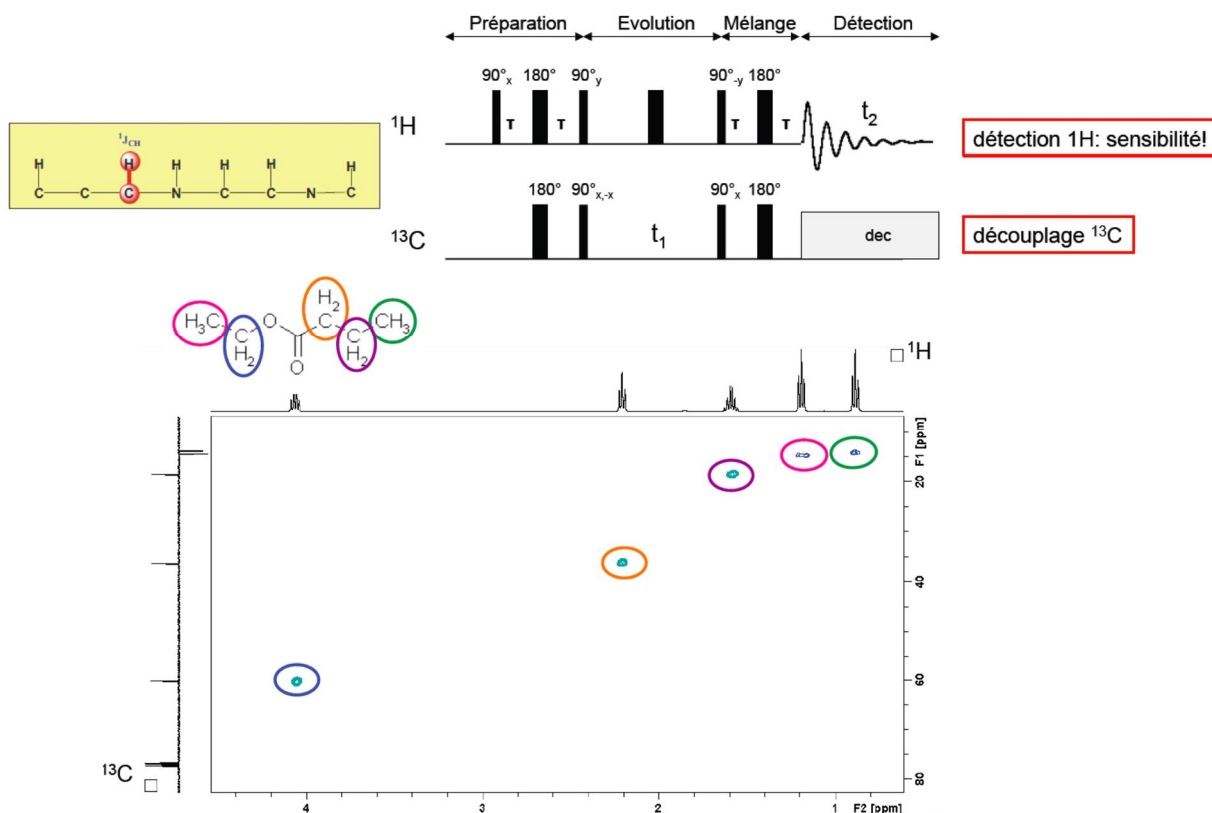 Préparation Evolution Mélange Détection
90°x 180° 90°y 90°-y 180°
¹H τ τ τ τ t₂
détection 1H: sensibilité!
¹J_CH
H H H H H H
C C C N C C N C
180° 90°x,-x 90°x 180°
¹³C t₁ dec
découplage ¹³C
H₂
H₃C O C CH₃
C C
H₂ O H₂
□ ¹H
F1 [ppm]
20
40
60
80
¹³C
□
4 3 2 1 F2 [ppm]